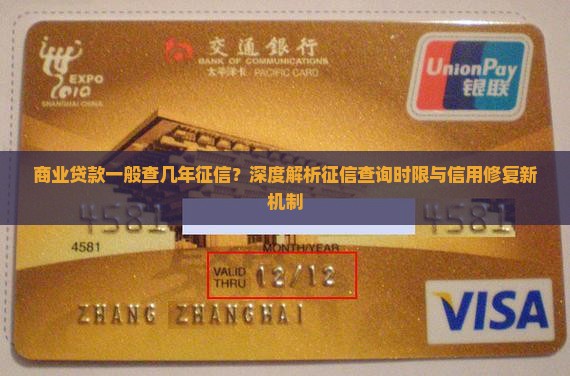 EXPO
2010
SHANGHAI CHINA
交通銀行
BANK OF COMMUNICATIONS
太平洋卡 PACIFIC CARD
UnionPay
银联
商业贷款一般查几年征信？深度解析征信查询时限与信用修复新
机制
4581
4581
4581
MONTH/YEAR
VALID
THRU
12/12
ZHANG ZHANGHAI
VISA